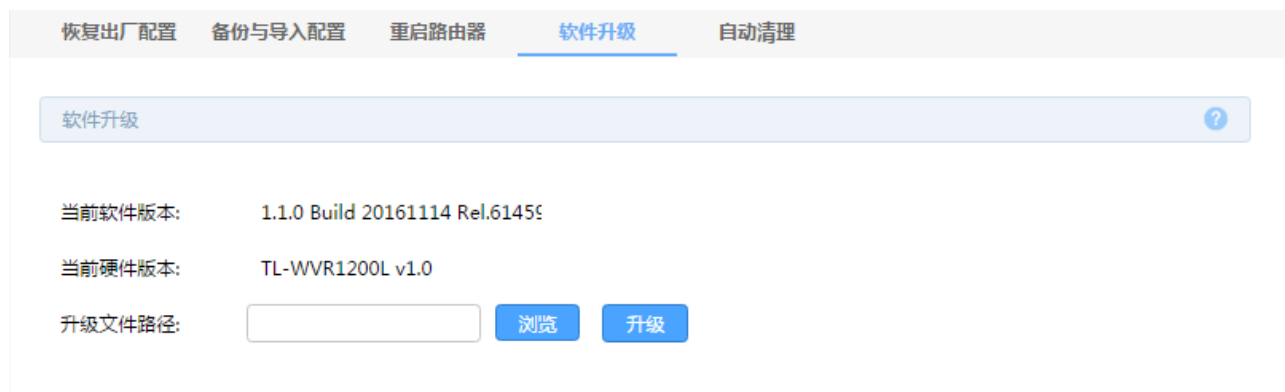 恢复出厂配置 备份与导入配置 重启路由器 软件升级 自动清理
软件升级 ?
当前软件版本: 1.1.0 Build 20161114 Rel.61459
当前硬件版本: TL-WVR1200L v1.0
升级文件路径: 浏览 升级